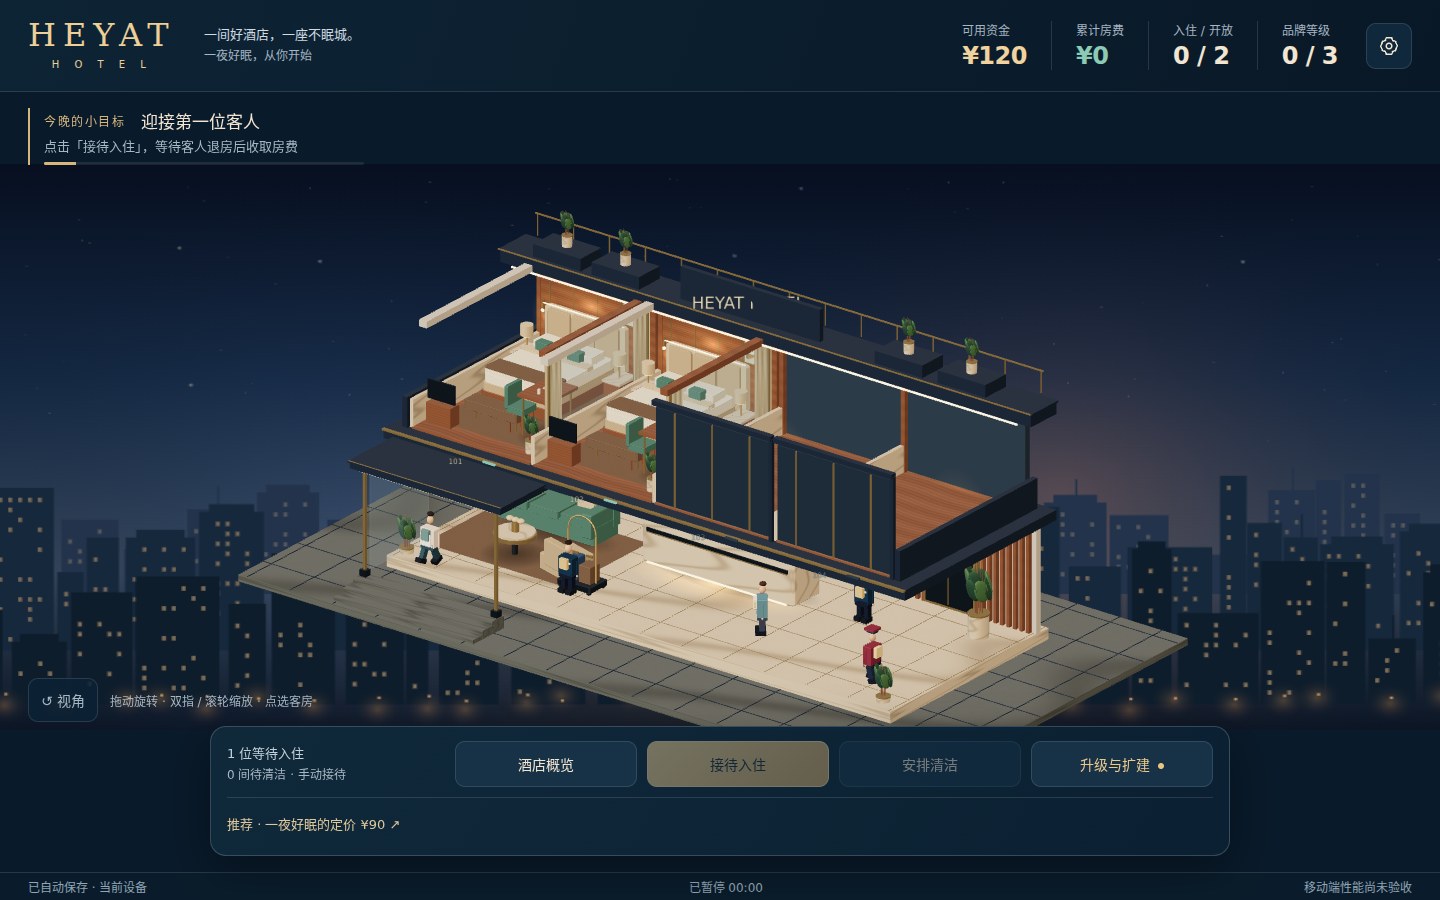 HEYAT
HOTEL
一间好酒店，一座不眠城。
一夜好眠，从你开始
可用资金
¥120
累计房费
¥0
入住 / 开放
0 / 2
品牌等级
0 / 3
今晚的小目标 迎接第一位客人
点击「接待入住」，等待客人退房后收取房费
HEYAT
101
102
↺ 视角
拖动旋转 · 双指 / 滚轮缩放 · 点选客房
1 位等待入住
0 间待清洁 · 手动接待
酒店概览
接待入住
安排清洁
升级与扩建
推荐 · 一夜好眠的定价 ¥90 ↗
已自动保存 · 当前设备
已暂停 00:00
移动端性能尚未验收